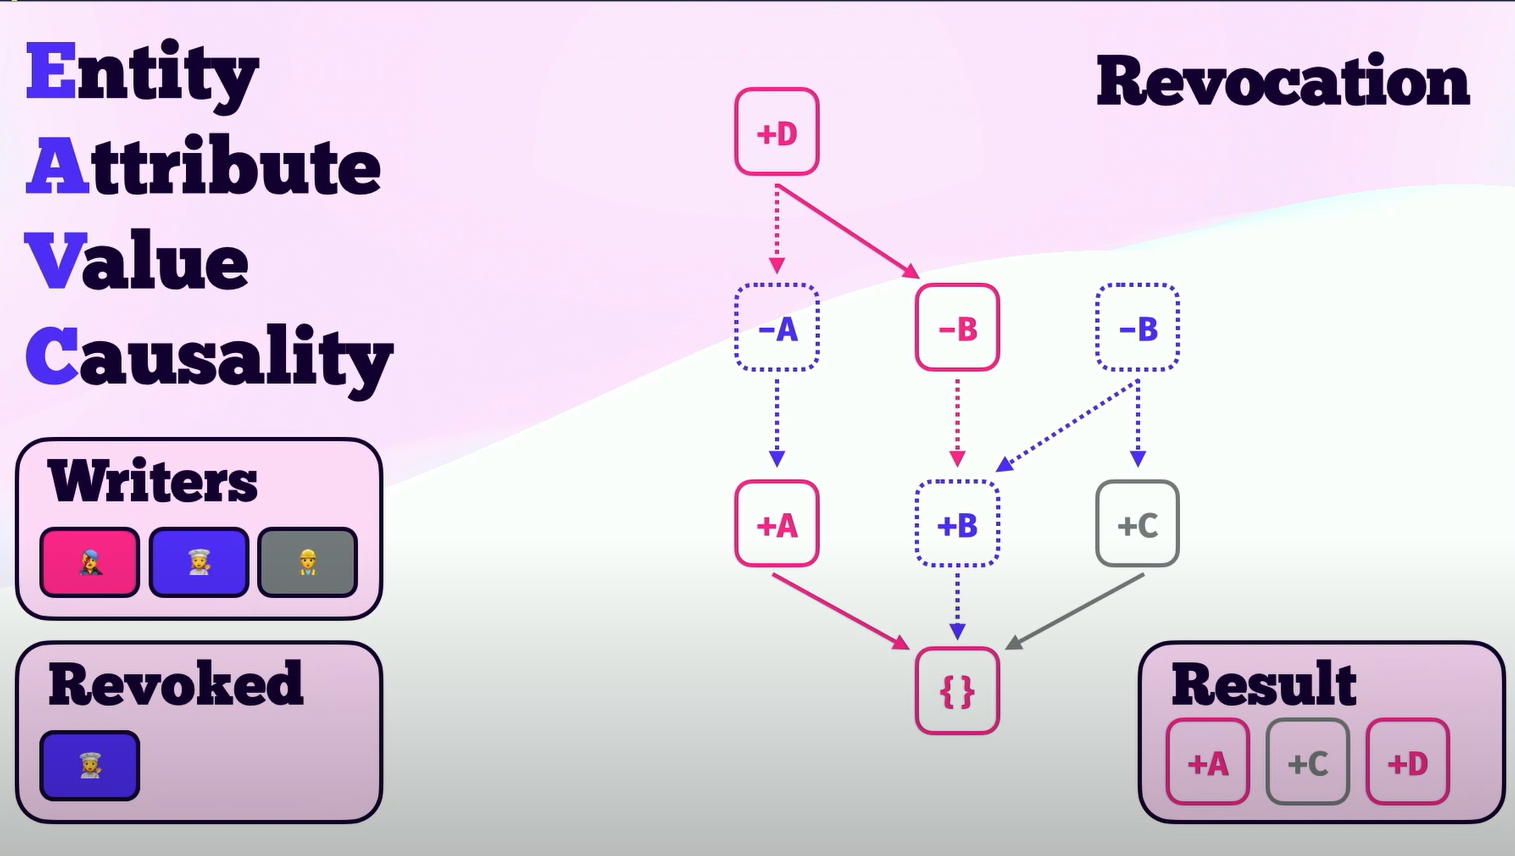 Entity
Attribute
Value
Causality
Revocation
+D
−A
−B
−B
+A
+B
+C
{}
Writers
Revoked
Result
+A
+C
+D